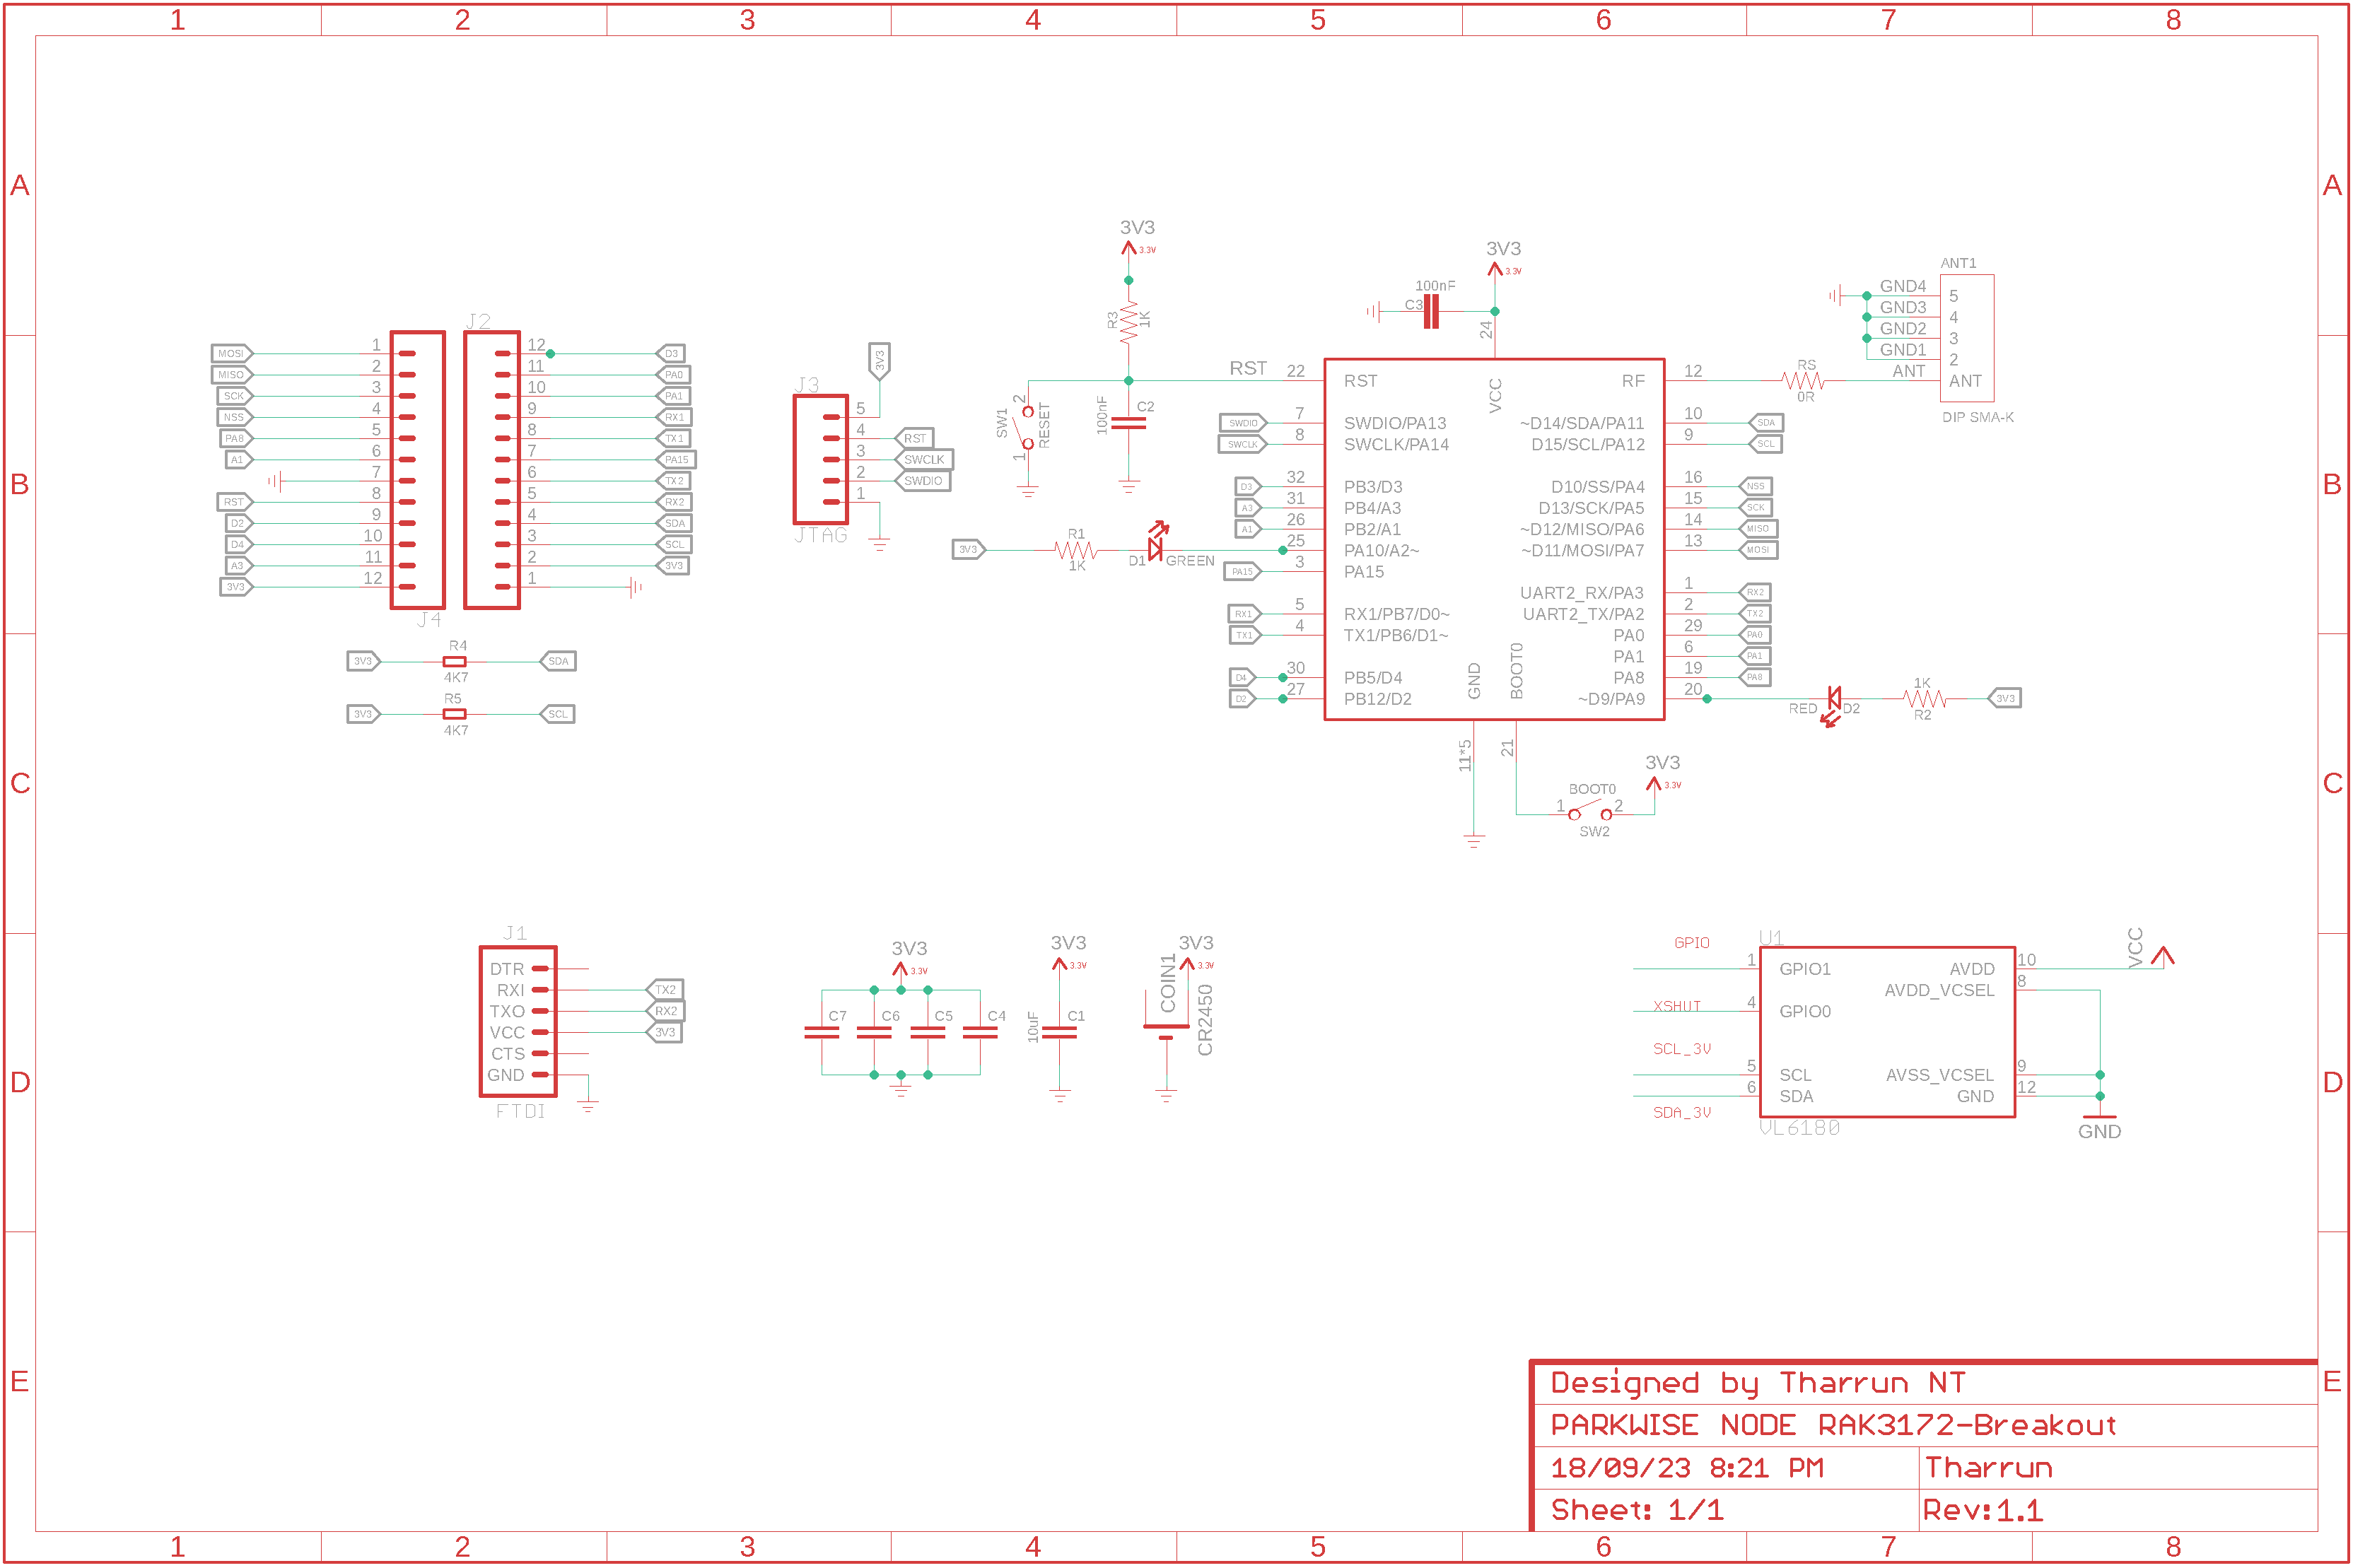 1 2 3 4 5 6 7 8
A A
B B
C C
D D
E E
J2
MOSI 1 12 D3
MISO 2 11 PA0
SCK 3 10 PA1
NSS 4 9 RX1
PA8 5 8 TX1
A1 6 7 PA15
7 6 TX2
RST 8 5 RX2
D2 9 4 SDA
D4 10 3 SCL
A3 11 2 3V3
3V3 12 1
J4
3V3 R4 4K7 SDA
3V3 R5 4K7 SCL
J3
3V3
5
4 RST
3 SWCLK
2 SWDIO
1
JTAG
3V3
3.3V
R3 1K
SW1 2 1 RESET
100nF C2
3V3 R1 1K D1 GREEN
3V3
3.3V
100nF
C3
24
VCC
RST 22 RST
SWDIO 7 SWDIO/PA13
SWCLK 8 SWCLK/PA14
D3 32 PB3/D3
A3 31 PB4/A3
A1 26 PB2/A1
25 PA10/A2~
PA15 3 PA15
RX1 5 RX1/PB7/D0~
TX1 4 TX1/PB6/D1~
D4 30 PB5/D4
D2 27 PB12/D2
GND
BOOT0
11*5
21
RF 12
~D14/SDA/PA11 10 SDA
D15/SCL/PA12 9 SCL
D10/SS/PA4 16 NSS
D13/SCK/PA5 15 SCK
~D12/MISO/PA6 14 MISO
~D11/MOSI/PA7 13 MOSI
UART2_RX/PA3 1 RX2
UART2_TX/PA2 2 TX2
PA0 29 PA0
PA1 6 PA1
PA8 19 PA8
~D9/PA9 20
RED D2 1K R2 3V3
RS
0R
ANT1
GND4 5
GND3 4
GND2 3
GND1 2
ANT ANT
DIP SMA-K
BOOT0
1 2
SW2
3V3
3.3V
J1
DTR
RXI TX2
TXO RX2
VCC 3V3
CTS
GND
FTDI
3V3
3.3V
C7 C6 C5 C4
3V3
3.3V
10uF C1
3V3
3.3V
COIN1
CR2450
U1
GPIO 1 GPIO1
XSHUT 4 GPIO0
SCL_3V 5 SCL
6 SDA
SDA_3V
AVDD 10
AVDD_VCSEL 8
AVSS_VCSEL 9
GND 12
VL6180
VCC
GND
Designed by Tharrun NT
PARKWISE NODE RAK3172-Breakout
18/09/23 8:21 PM Tharrun
Sheet: 1/1 Rev:1.1
1 2 3 4 5 6 7 8